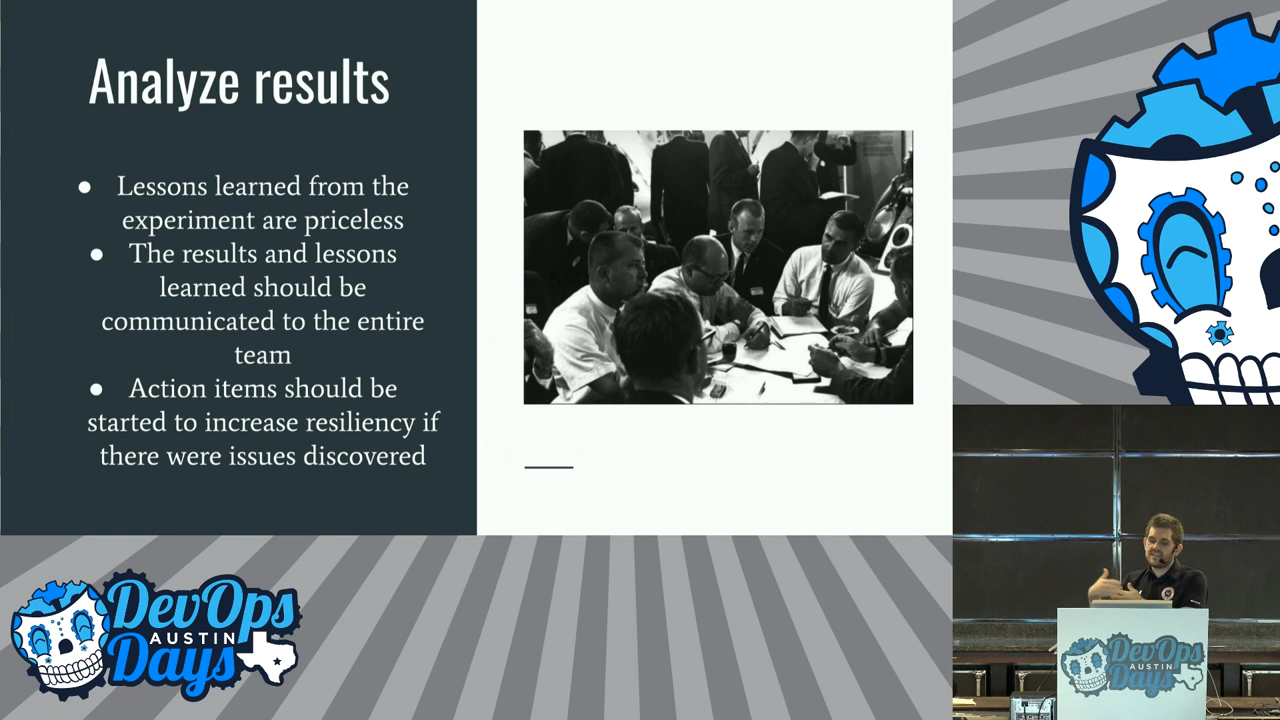 Analyze results
● Lessons learned from the
experiment are priceless
● The results and lessons
learned should be
communicated to the entire
team
● Action items should be
started to increase resiliency if
there were issues discovered
DevOps
AUSTIN
Days
DevOps
AUSTIN
Days